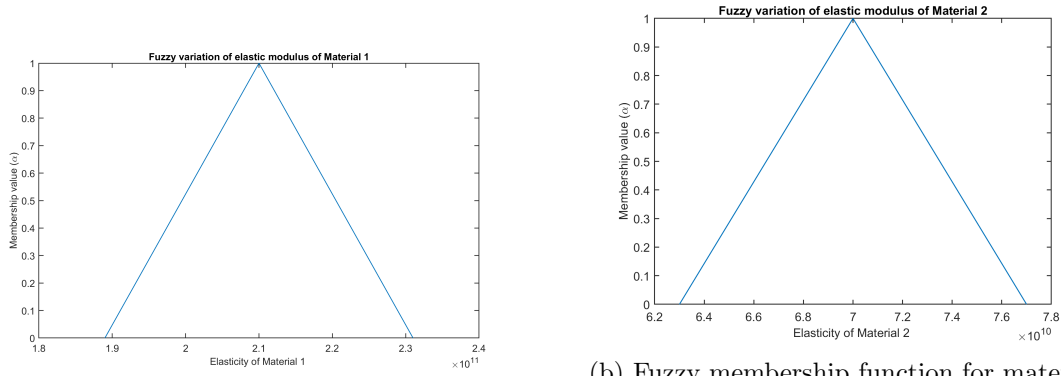 Fuzzy variation of elastic modulus of Material 1
1
0.9
0.8
0.7
0.6
0.5
0.4
0.3
0.2
0.1
0
Membership value (α)
1.8 1.9 2 2.1 2.2 2.3 2.4
Elasticity of Material 1
×10¹¹
Fuzzy variation of elastic modulus of Material 2
1
0.9
0.8
0.7
0.6
0.5
0.4
0.3
0.2
0.1
0
Membership value (α)
6.2 6.4 6.6 6.8 7 7.2 7.4 7.6 7.8
Elasticity of Material 2
×10¹⁰
(b) Fuzzy membership function for mate